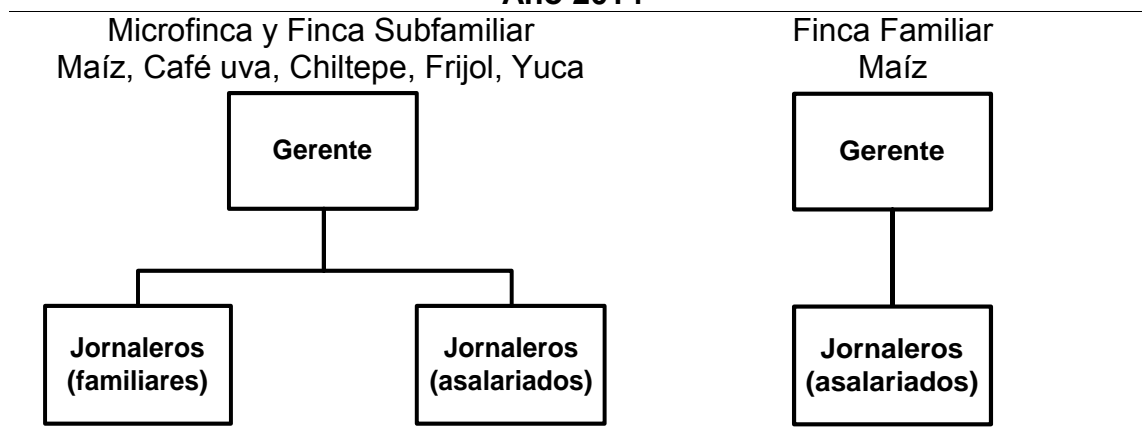 Microfinca y Finca Subfamiliar
Maíz, Café uva, Chiltepe, Frijol, Yuca
Gerente
Jornaleros
(familiares)
Jornaleros
(asalariados)
Finca Familiar
Maíz
Gerente
Jornaleros
(asalariados)